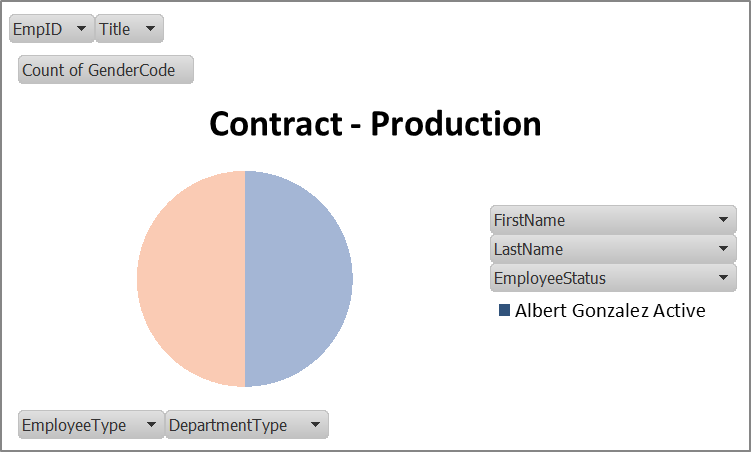 EmpID Title
Count of GenderCode
Contract - Production
FirstName
LastName
EmployeeStatus
Albert Gonzalez Active
EmployeeType DepartmentType